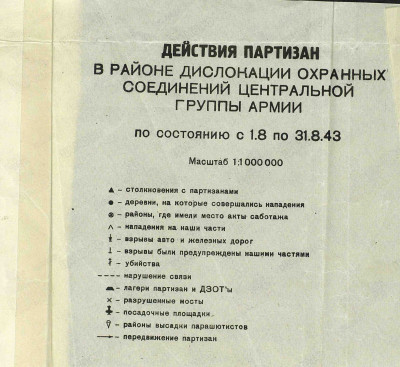 ДЕЙСТВИЯ ПАРТИЗАН
В РАЙОНЕ ДИСЛОКАЦИИ ОХРАННЫХ
СОЕДИНЕНИЙ ЦЕНТРАЛЬНОЙ
ГРУППЫ АРМИИ
по состоянию с 1.8 по 31.8.43
Масштаб 1:1 000 000
– столкновения с партизанами
– деревни, на которые совершались нападения
– районы, где имели место акты саботажа
– нападения на наши части
– взрывы авто и железных дорог
– взрывы были предупреждены нашими частями
– убийства
– нарушение связи
– лагери партизан и ДЗОТ'ы
– разрушенные мосты
– посадочные площадки
– районы высадки парашютистов
– передвижение партизан